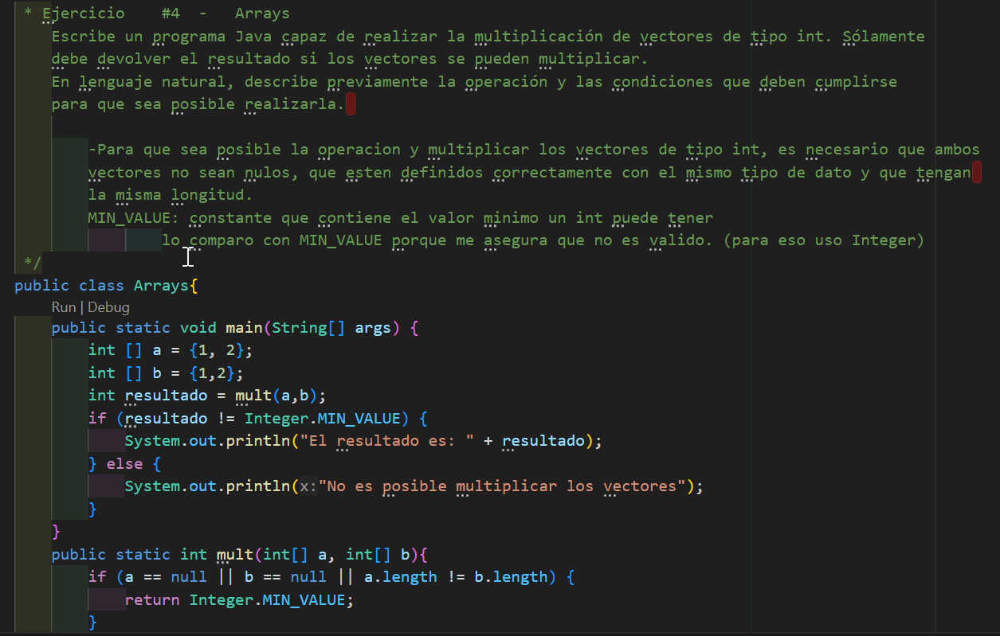 * Ejercicio    #4  -   Arrays
Escribe un programa Java capaz de realizar la multiplicación de vectores de tipo int. Sólamente
debe devolver el resultado si los vectores se pueden multiplicar.
En lenguaje natural, describe previamente la operación y las condiciones que deben cumplirse
para que sea posible realizarla.
-Para que sea posible la operacion y multiplicar los vectores de tipo int, es necesario que ambos
vectores no sean nulos, que esten definidos correctamente con el mismo tipo de dato y que tengan
la misma longitud.
MIN_VALUE: constante que contiene el valor minimo un int puede tener
lo comparo con MIN_VALUE porque me asegura que no es valido. (para eso uso Integer)
*/
public class Arrays{
Run | Debug
public static void main(String[] args) {
int [] a = {1, 2};
int [] b = {1,2};
int resultado = mult(a,b);
if (resultado != Integer.MIN_VALUE) {
System.out.println("El resultado es: " + resultado);
} else {
System.out.println(x:"No es posible multiplicar los vectores");
}
}
public static int mult(int[] a, int[] b){
if (a == null || b == null || a.length != b.length) {
return Integer.MIN_VALUE;
}